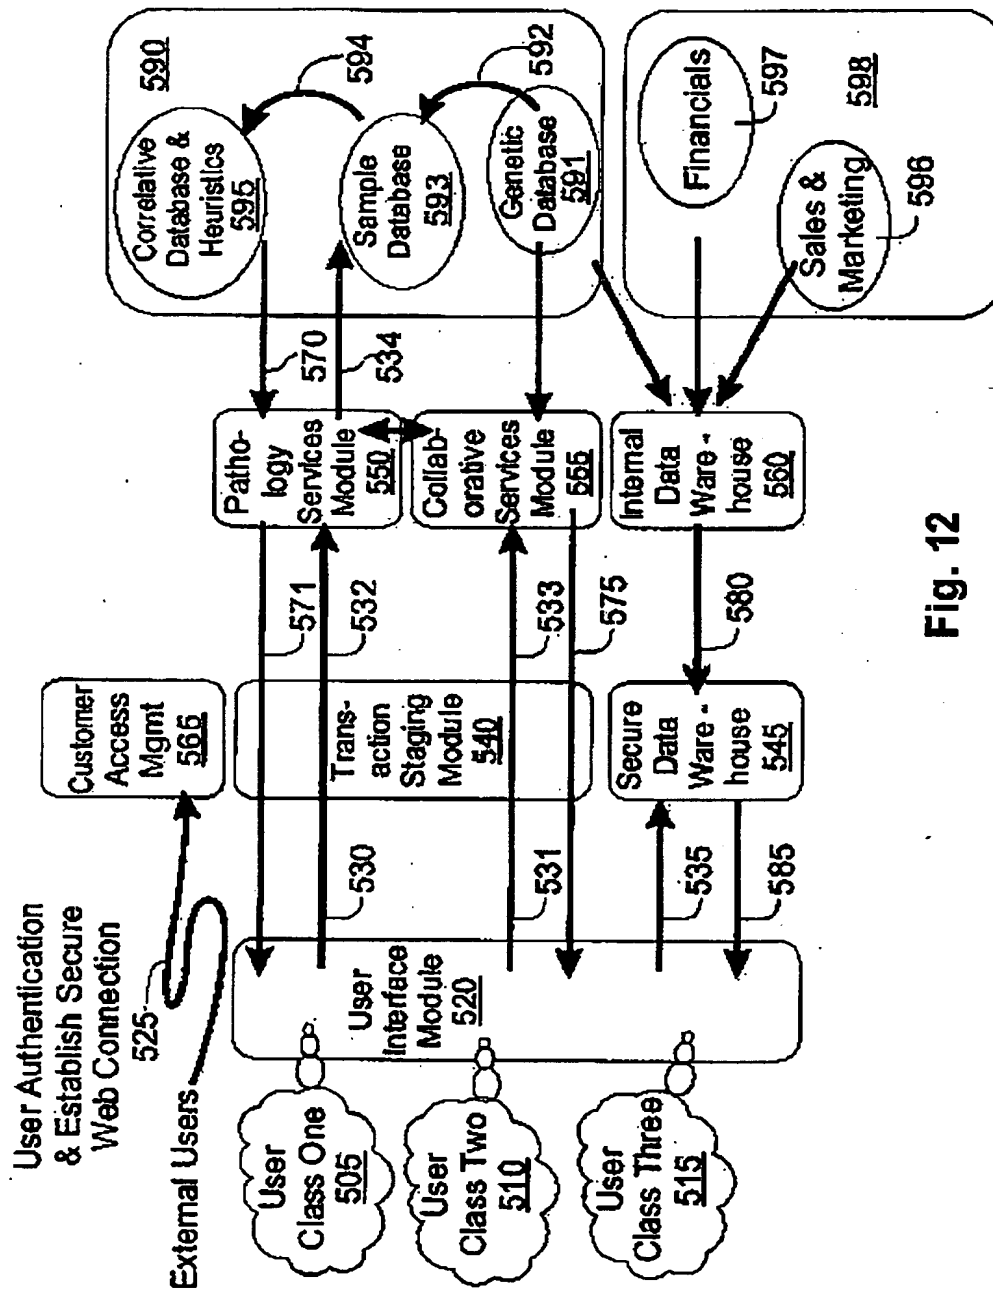 User Authentication
& Establish Secure
Web Connection
525
External Users
User
Class One
505
User
Class Two
510
User
Class Three
515
User
Interface
Module
520
530
531
535
585
Customer
Access
Mgmt
565
Trans-
action
Staging
Module
540
Secure
Data
Ware -
house
545
571
532
533
575
580
Patho-
logy
Services
Module
550
Collab-
orative
Services
Module
555
Internal
Data
Ware -
house
560
570
534
590
Correlative
Database &
Heuristics
595
594
Sample
Database
593
592
Genetic
Database
591
Financials
597
Sales &
Marketing
596
598
Fig. 12